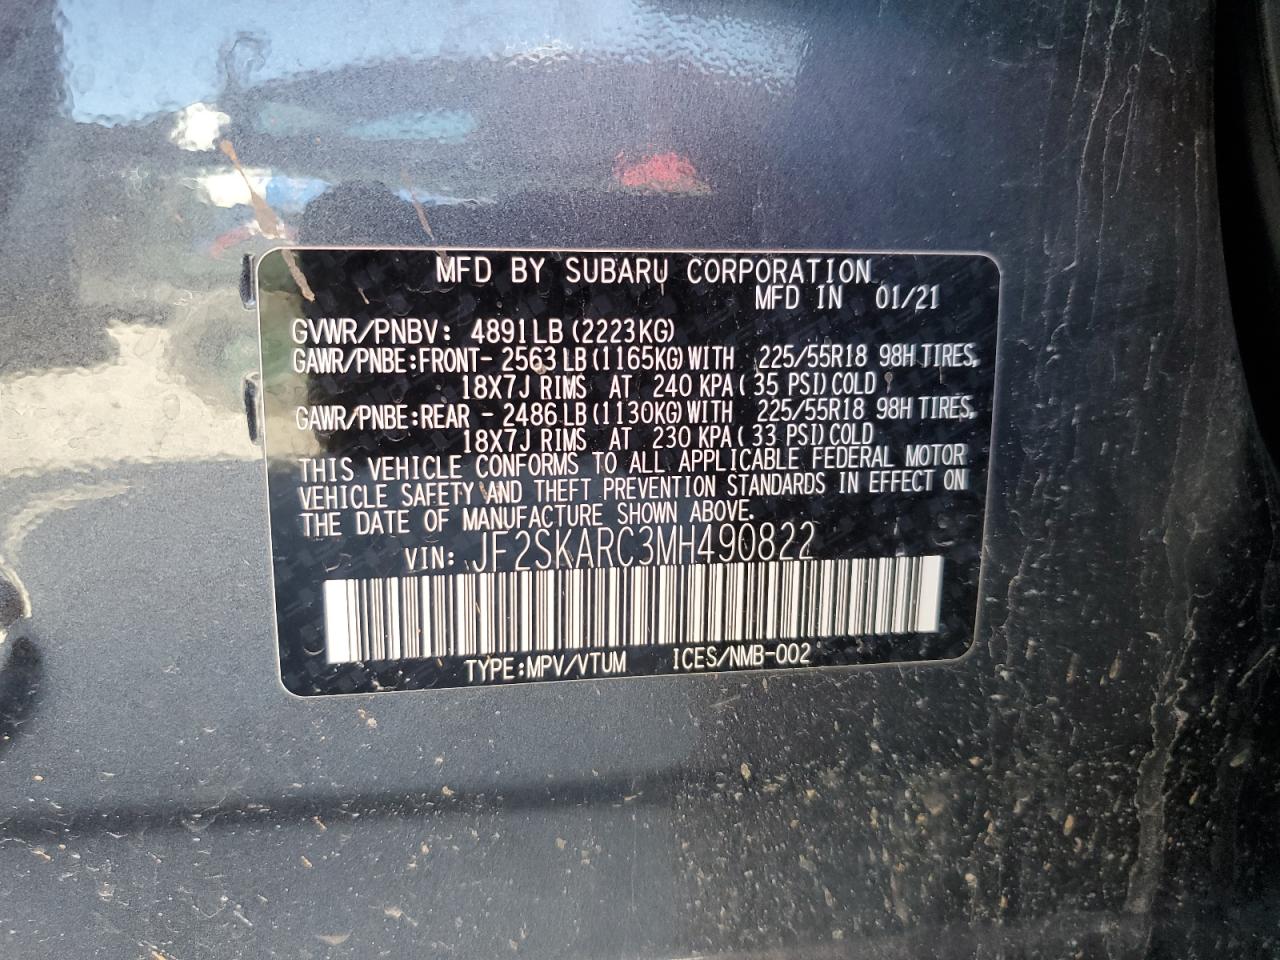 MFD BY SUBARU CORPORATION
MFD IN 01/21
GVWR/PNBV: 4891LB (2223KG)
GAWR/PNBE:FRONT- 2563 LB (1165KG) WITH 225/55R18 98H TIRES,
18X7J RIMS AT 240 KPA ( 35 PSI) COLD
GAWR/PNBE:REAR - 2486 LB (1130KG) WITH 225/55R18 98H TIRES,
18X7J RIMS AT 230 KPA ( 33 PSI) COLD
THIS VEHICLE CONFORMS TO ALL APPLICABLE FEDERAL MOTOR
VEHICLE SAFETY AND THEFT PREVENTION STANDARDS IN EFFECT ON
THE DATE OF MANUFACTURE SHOWN ABOVE.
VIN: JF2SKARC3MH490822
TYPE:MPV/VTUM ICES/NMB-002